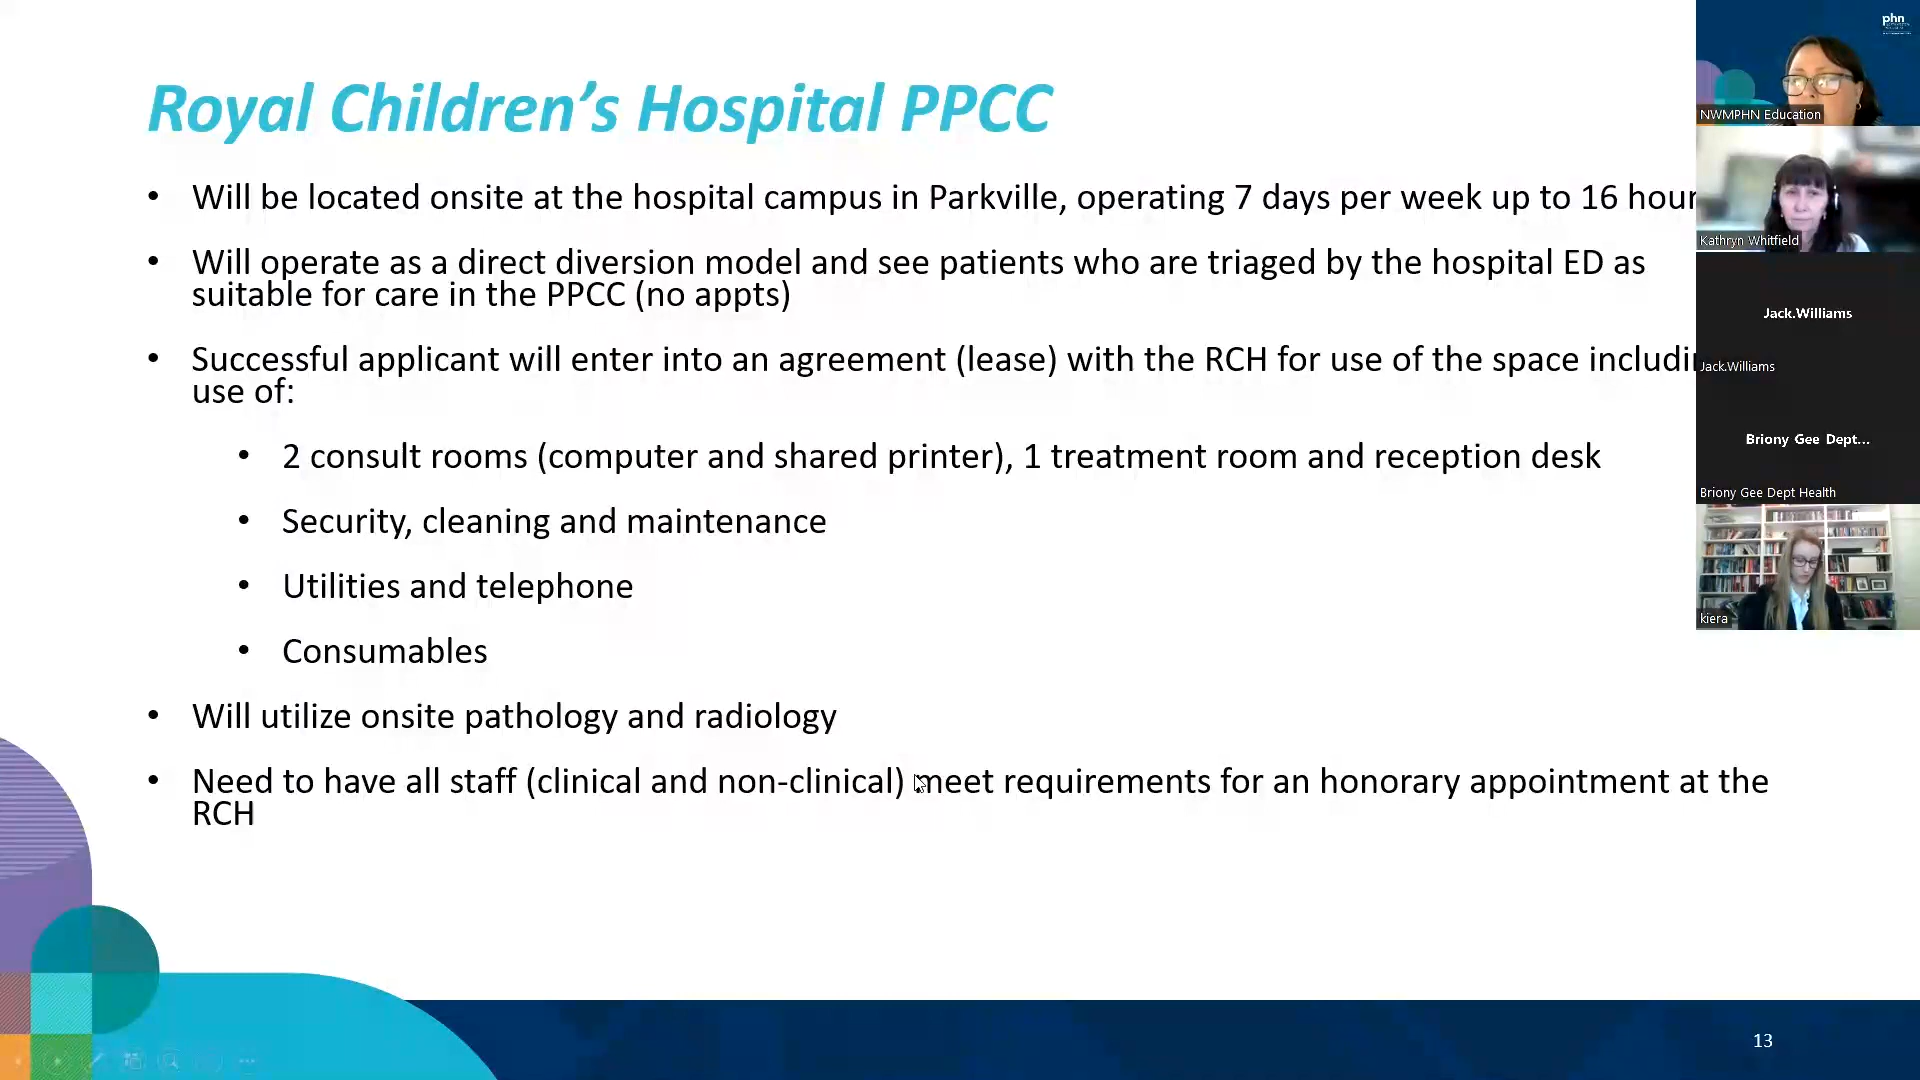 Royal Children’s Hospital PPCC
• Will be located onsite at the hospital campus in Parkville, operating 7 days per week up to 16 hour
• Will operate as a direct diversion model and see patients who are triaged by the hospital ED as
suitable for care in the PPCC (no appts)
• Successful applicant will enter into an agreement (lease) with the RCH for use of the space includin
use of:
• 2 consult rooms (computer and shared printer), 1 treatment room and reception desk
• Security, cleaning and maintenance
• Utilities and telephone
• Consumables
• Will utilize onsite pathology and radiology
• Need to have all staff (clinical and non-clinical) meet requirements for an honorary appointment at the
RCH
13
phn
NWMPHN Education
Kathryn Whitfield
Jack.Williams
Jack.Williams
Briony Gee Dept...
Briony Gee Dept Health
kiera